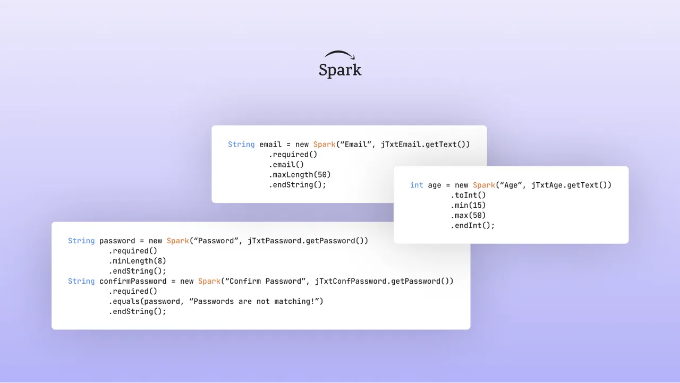 Spark
String email = new Spark(“Email”, jTxtEmail.getText())
.required()
.email()
.maxLength(50)
.endString();
int age = new Spark(“Age”, jTxtAge.getText())
.toInt()
.min(15)
.max(50)
.endInt();
String password = new Spark(“Password”, jTxtPassword.getPassword())
.required()
.minLength(8)
.endString();
String confirmPassword = new Spark(“Confirm Password”, jTxtConfPassword.getPassword())
.required()
.equals(password, “Passwords are not matching!”)
.endString();